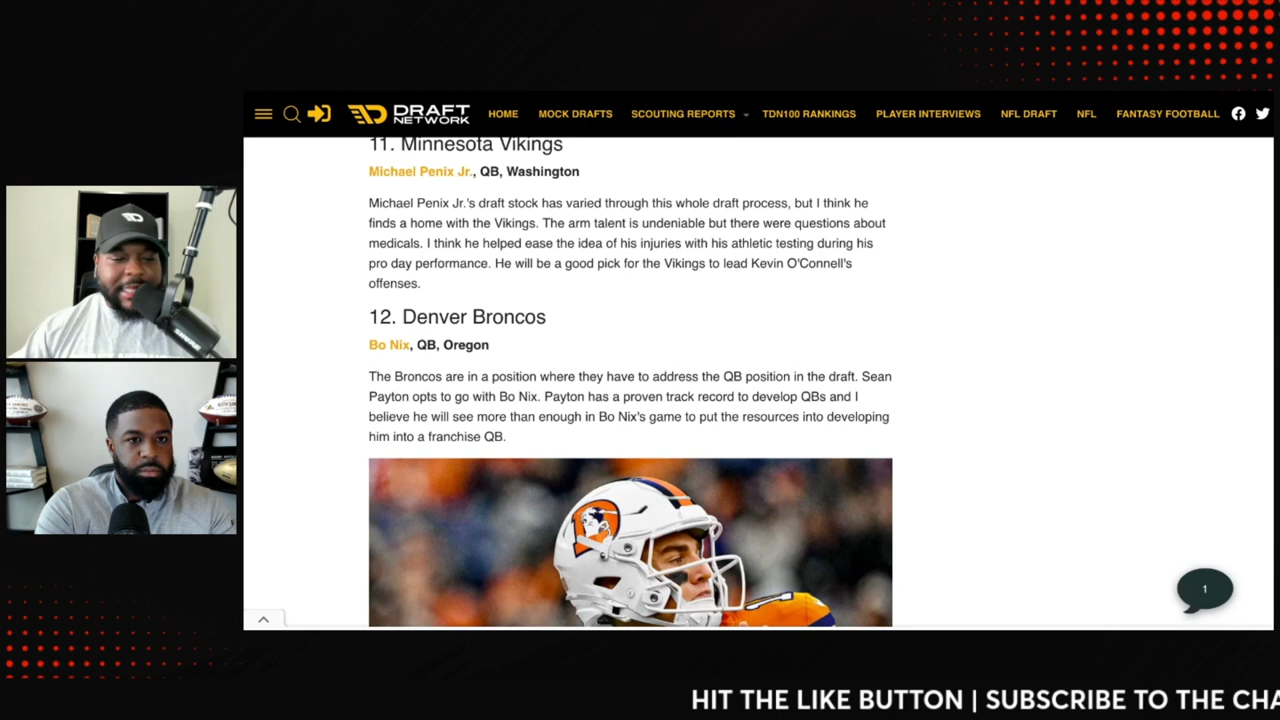 DRAFT
NETWORK
HOME
MOCK DRAFTS
SCOUTING REPORTS
TDN100 RANKINGS
PLAYER INTERVIEWS
NFL DRAFT
NFL
FANTASY FOOTBALL
11. Minnesota Vikings
Michael Penix Jr., QB, Washington
Michael Penix Jr.'s draft stock has varied through this whole draft process, but I think he
finds a home with the Vikings. The arm talent is undeniable but there were questions about
medicals. I think he helped ease the idea of his injuries with his athletic testing during his
pro day performance. He will be a good pick for the Vikings to lead Kevin O'Connell's
offenses.
12. Denver Broncos
Bo Nix, QB, Oregon
The Broncos are in a position where they have to address the QB position in the draft. Sean
Payton opts to go with Bo Nix. Payton has a proven track record to develop QBs and I
believe he will see more than enough in Bo Nix's game to put the resources into developing
him into a franchise QB.
1
HIT THE LIKE BUTTON | SUBSCRIBE TO THE CHA